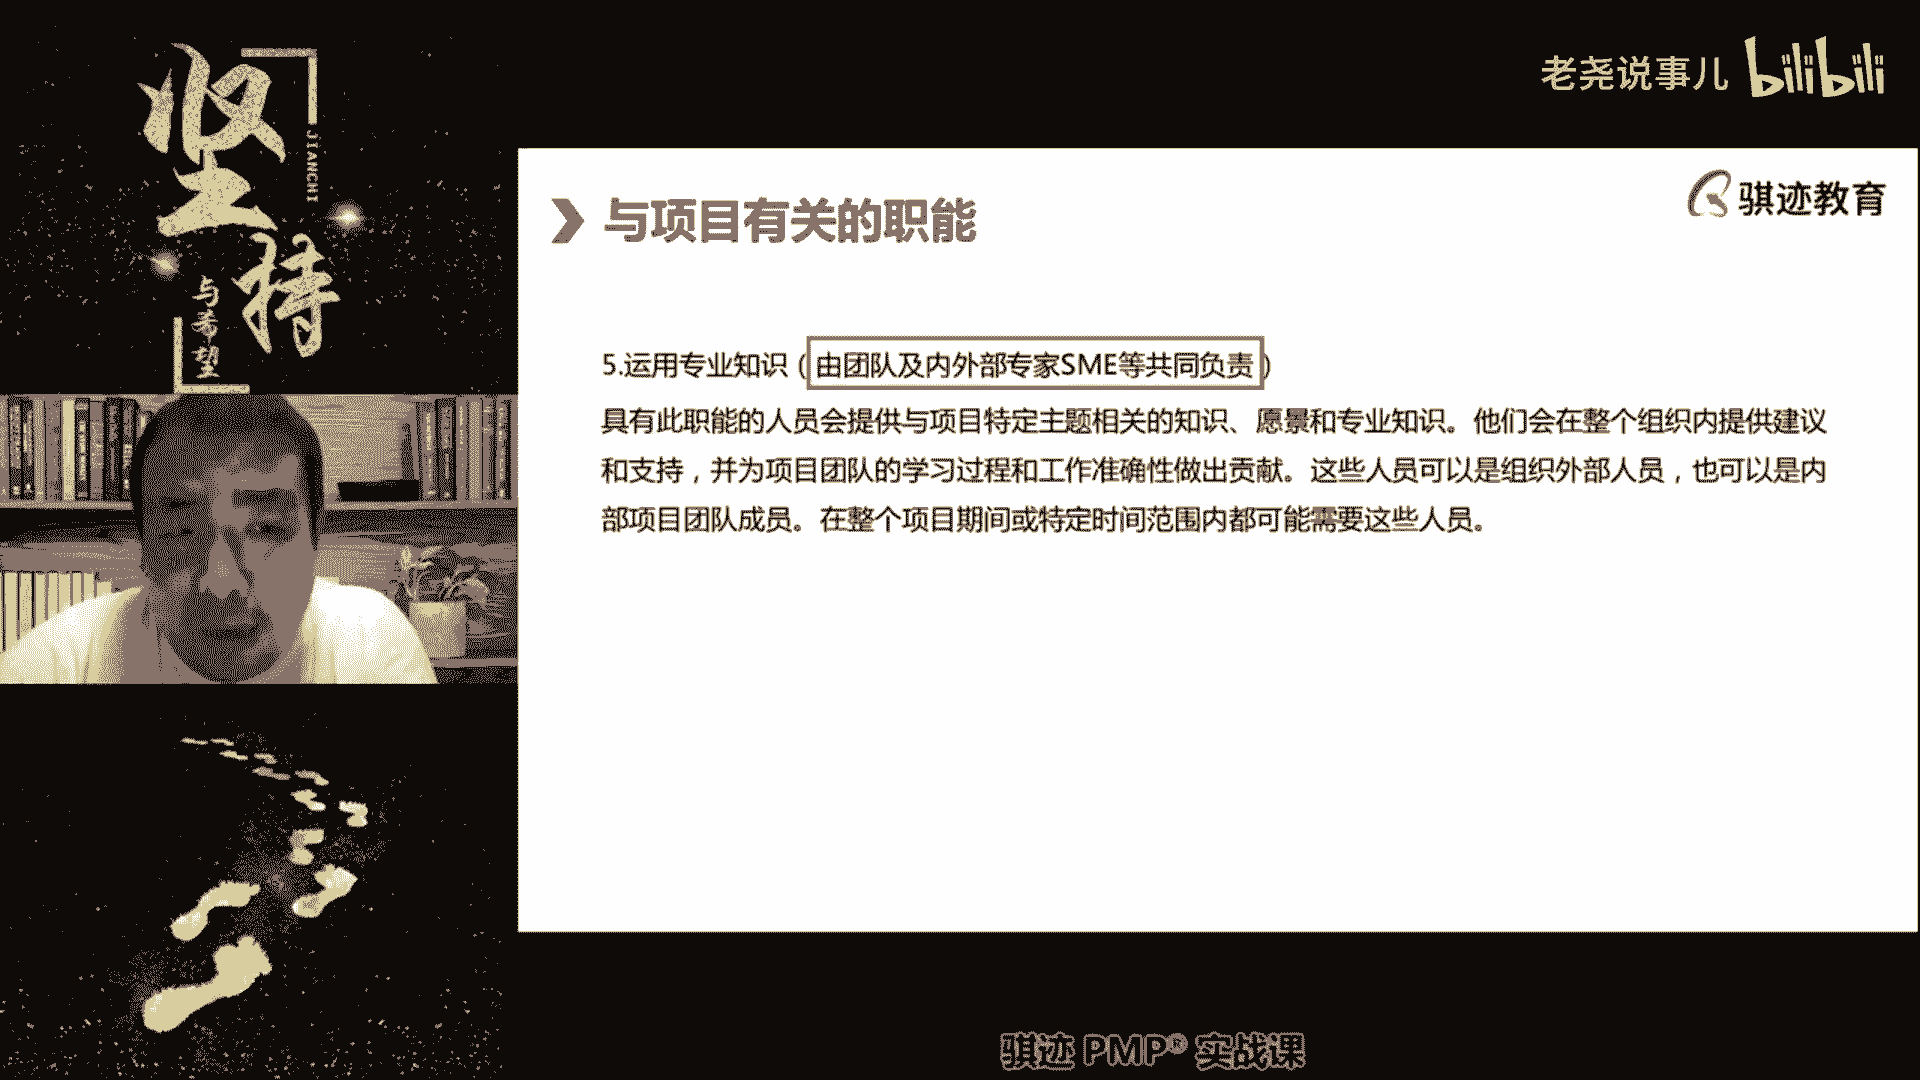 坚持
JIANCHI
与希望
老尧说事儿 bilibili
骐迹教育
与项目有关的职能
5.运用专业知识（由团队及内外部专家SME等共同负责）
具有此职能的人员会提供与项目特定主题相关的知识、愿景和专业知识。他们会在整个组织内提供建议
和支持，并为项目团队的学习过程和工作准确性做出贡献。这些人员可以是组织外部人员，也可以是内
部项目团队成员。在整个项目期间或特定时间范围内都可能需要这些人员。
骐迹 PMP® 实战课